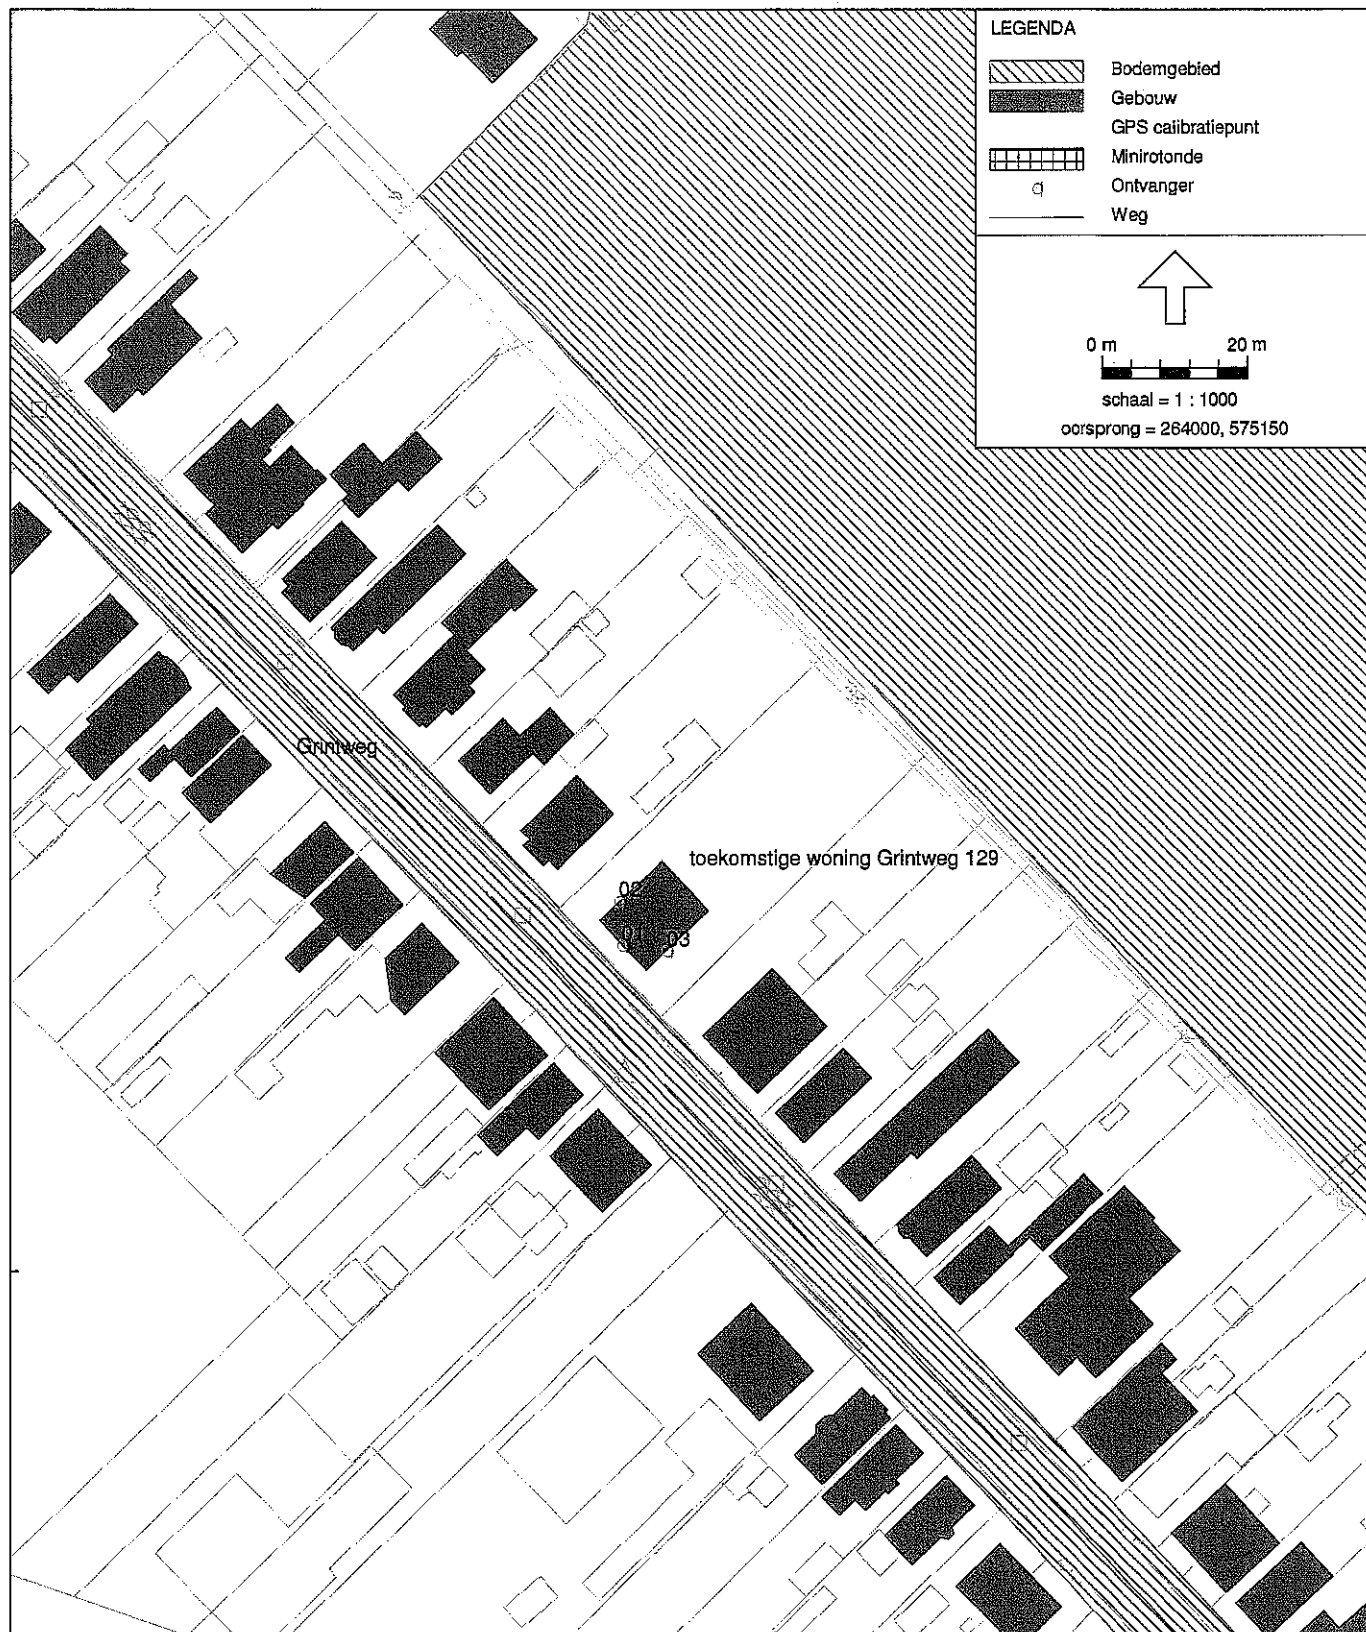 LEGENDA
Bodemgebied
Gebouw
GPS calibratiepunt
Minirotonde
Ontvanger
Weg
0 m 20 m
schaal = 1 : 1000
oorsprong = 264000, 575150
Grintweg
toekomstige woning Grintweg 129
02
01
03